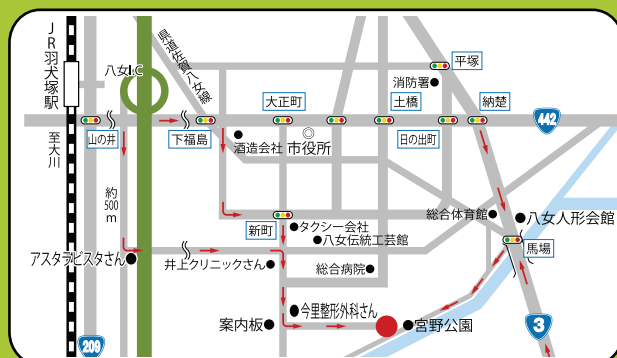 JR羽犬塚駅
至大川
八女I.C
県道佐賀八女線
平塚
消防署
大正町
土橋
納楚
442
山の井
下福島
酒造会社
市役所
日の出町
約500m
新町
タクシー会社
八女伝統工芸館
総合体育館
八女人形会館
馬場
アスタラビスタさん
井上クリニックさん
総合病院
今里整形外科さん
案内板
宮野公園
3
209